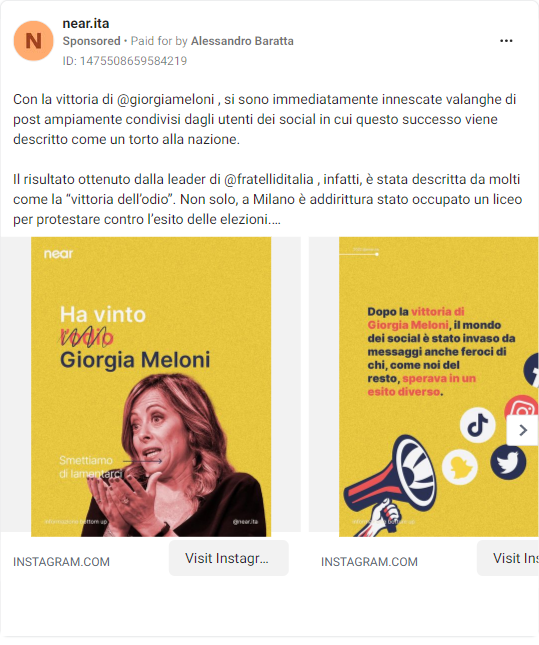 near.ita
Sponsored • Paid for by Alessandro Baratta
ID: 1475508659584219
Con la vittoria di @giorgiameloni , si sono immediatamente innescate valanghe di
post ampiamente condivisi dagli utenti dei social in cui questo successo viene
descritto come un torto alla nazione.
Il risultato ottenuto dalla leader di @fratelliditalia , infatti, è stata descritta da molti
come la “vittoria dell’odio”. Non solo, a Milano è addirittura stato occupato un liceo
per protestare contro l’esito delle elezioni.…
N
near
Ha vinto
l'odio
Giorgia Meloni
Smettiamo
di lamentarci
bottom up
@near.ita
Dopo la vittoria di
Giorgia Meloni, il mondo
dei social è stato invaso da
messaggi anche feroci di
chi, come noi del
resto, sperava in un
esito diverso.
bottom up
INSTAGRAM.COM
Visit Instagr...
INSTAGRAM.COM
Visit Ins